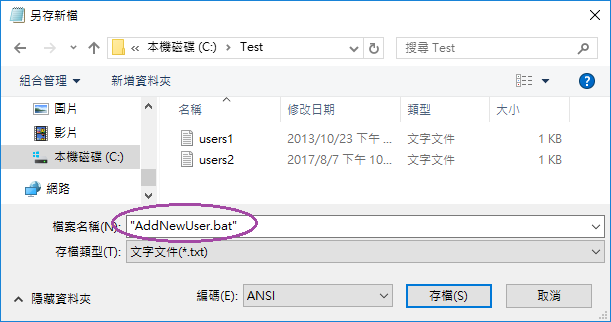 另存新檔
« 本機磁碟 (C:) › Test
搜尋 Test
組合管理 新增資料夾
名稱 修改日期 類型 大小
圖片
影片
本機磁碟 (C:)
網路
users1 2013/10/23 下午 ... 文字文件 1 KB
users2 2017/8/7 下午 10... 文字文件 1 KB
檔案名稱(N): "AddNewUser.bat"
存檔類型(T): 文字文件(*.txt)
隱藏資料夾 編碼(E): ANSI 存檔(S) 取消